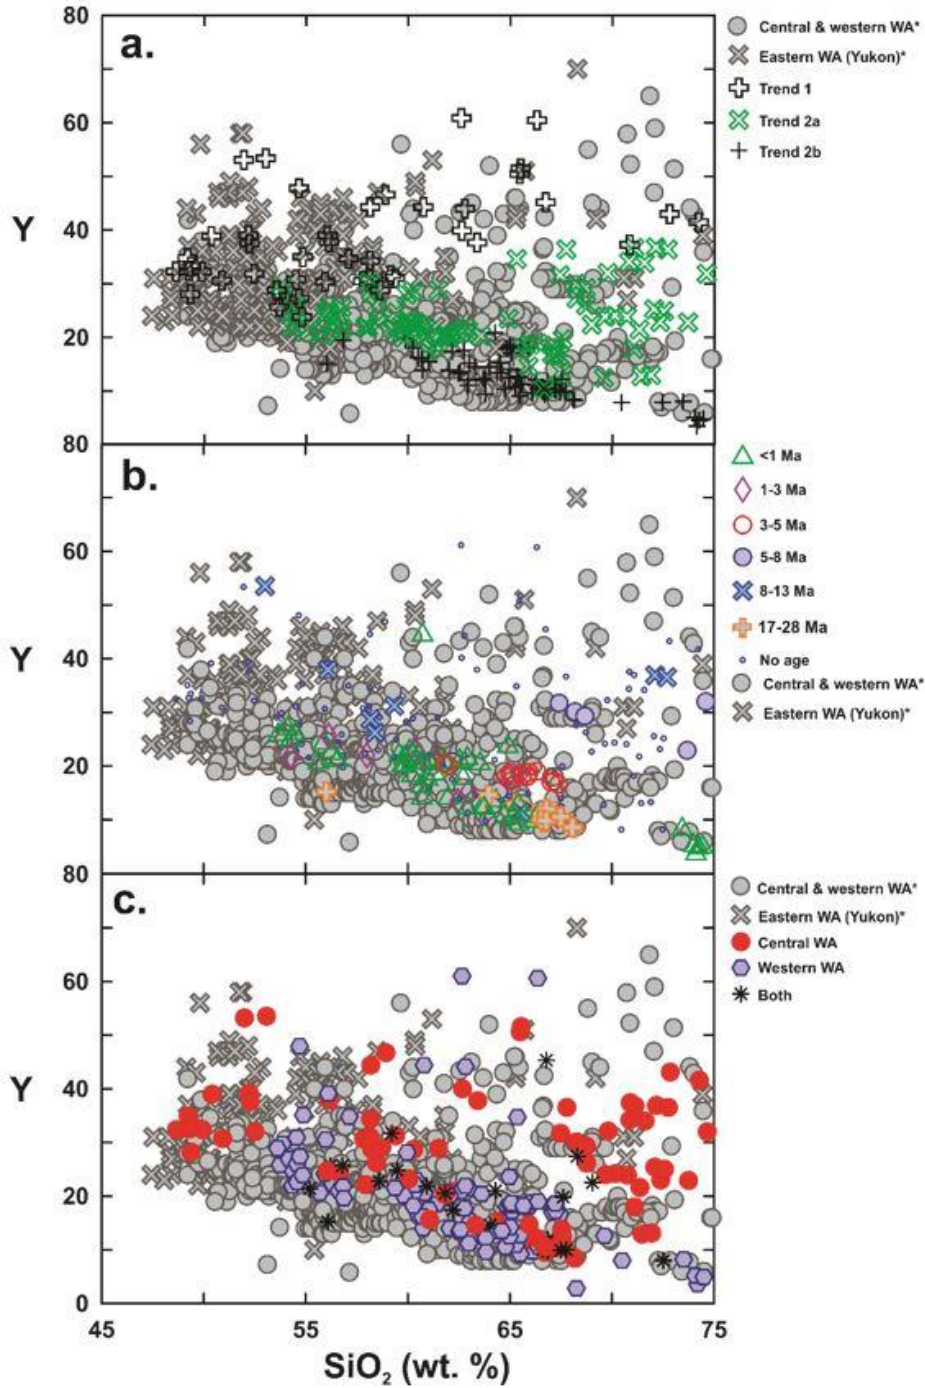 80
a.
60
Y
40
20
80
Central & western WA*
Eastern WA (Yukon)*
Trend 1
Trend 2a
Trend 2b
b.
60
Y
40
20
80
<1 Ma
1-3 Ma
3-5 Ma
5-8 Ma
8-13 Ma
17-28 Ma
No age
Central & western WA*
Eastern WA (Yukon)*
c.
60
Y
40
20
0
Central & western WA*
Eastern WA (Yukon)*
Central WA
Western WA
Both
45 55 65 75
SiO₂ (wt. %)